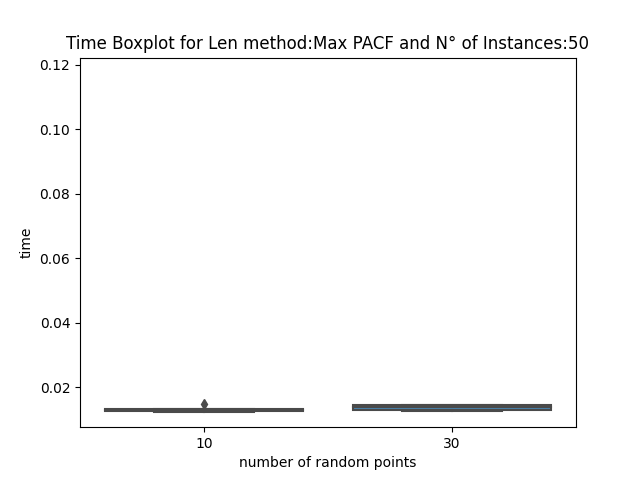 Time Boxplot for Len method:Max PACF and N° of Instances:50
0.12
0.10
0.08
0.06
0.04
0.02
time
10
30
number of random points